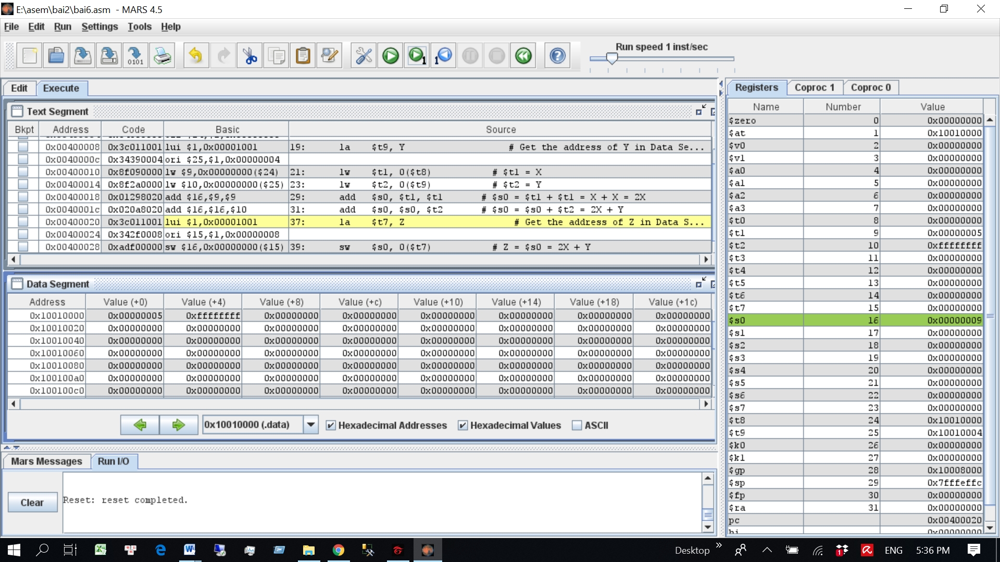 E:\asem\bai2\bai6.asm - MARS 4.5
File Edit Run Settings Tools Help
Run speed 1 inst/sec
Edit Execute
Text Segment
Bkpt Address Code Basic Source
0x00400008 0x3c011001 lui $1,0x00001001 19: la $t9, Y # Get the address of Y in Data Se...
0x0040000c 0x34390004 ori $25,$1,0x00000004
0x00400010 0x8f090000 lw $9,0x00000000($24) 21: lw $t1, 0($t8) # $t1 = X
0x00400014 0x8f2a0000 lw $10,0x00000000($25) 23: lw $t2, 0($t9) # $t2 = Y
0x00400018 0x01298020 add $16,$9,$9 29: add $s0, $t1, $t1 # $s0 = $t1 + $t1 = X + X = 2X
0x0040001c 0x020a8020 add $16,$16,$10 31: add $s0, $s0, $t2 # $s0 = $s0 + $t2 = 2X + Y
0x00400020 0x3c011001 lui $1,0x00001001 37: la $t7, Z # Get the address of Z in Data S...
0x00400024 0x342f0008 ori $15,$1,0x00000008
0x00400028 0xadf00000 sw $16,0x00000000($15) 39: sw $s0, 0($t7) # Z = $s0 = 2X + Y
Data Segment
Address Value (+0) Value (+4) Value (+8) Value (+c) Value (+10) Value (+14) Value (+18) Value (+1c)
0x10010000 0x00000005 0xffffffff 0x00000000 0x00000000 0x00000000 0x00000000 0x00000000 0x00000000
0x10010020 0x00000000 0x00000000 0x00000000 0x00000000 0x00000000 0x00000000 0x00000000 0x00000000
0x10010040 0x00000000 0x00000000 0x00000000 0x00000000 0x00000000 0x00000000 0x00000000 0x00000000
0x10010060 0x00000000 0x00000000 0x00000000 0x00000000 0x00000000 0x00000000 0x00000000 0x00000000
0x10010080 0x00000000 0x00000000 0x00000000 0x00000000 0x00000000 0x00000000 0x00000000 0x00000000
0x100100a0 0x00000000 0x00000000 0x00000000 0x00000000 0x00000000 0x00000000 0x00000000 0x00000000
0x100100c0 0x00000000 0x00000000 0x00000000 0x00000000 0x00000000 0x00000000 0x00000000 0x00000000
0x10010000 (.data) Hexadecimal Addresses Hexadecimal Values ASCII
Mars Messages Run I/O
Clear
Reset: reset completed.
Registers Coproc 1 Coproc 0
Name Number Value
$zero 0 0x00000000
$at 1 0x10010000
$v0 2 0x00000000
$v1 3 0x00000000
$a0 4 0x00000000
$a1 5 0x00000000
$a2 6 0x00000000
$a3 7 0x00000000
$t0 8 0x00000000
$t1 9 0x00000005
$t2 10 0xffffffff
$t3 11 0x00000000
$t4 12 0x00000000
$t5 13 0x00000000
$t6 14 0x00000000
$t7 15 0x00000000
$s0 16 0x00000009
$s1 17 0x00000000
$s2 18 0x00000000
$s3 19 0x00000000
$s4 20 0x00000000
$s5 21 0x00000000
$s6 22 0x00000000
$s7 23 0x00000000
$t8 24 0x10010000
$t9 25 0x10010004
$k0 26 0x00000000
$k1 27 0x00000000
$gp 28 0x10008000
$sp 29 0x7fffeffc
$fp 30 0x00000000
$ra 31 0x00000000
pc 0x00400020
hi 0x00000000
Desktop ENG 5:36 PM